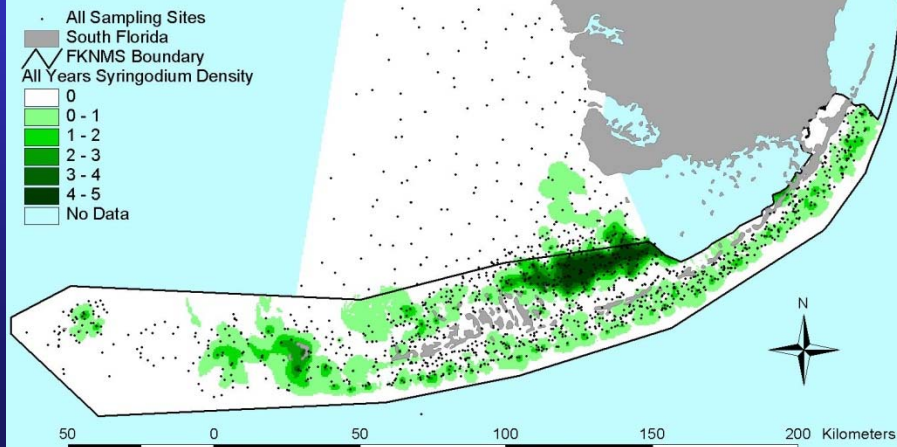 All Sampling Sites
South Florida
FKNMS Boundary
All Years Syringodium Density
0
0 - 1
1 - 2
2 - 3
3 - 4
4 - 5
No Data
N
50 0 50 100 150 200 Kilometers